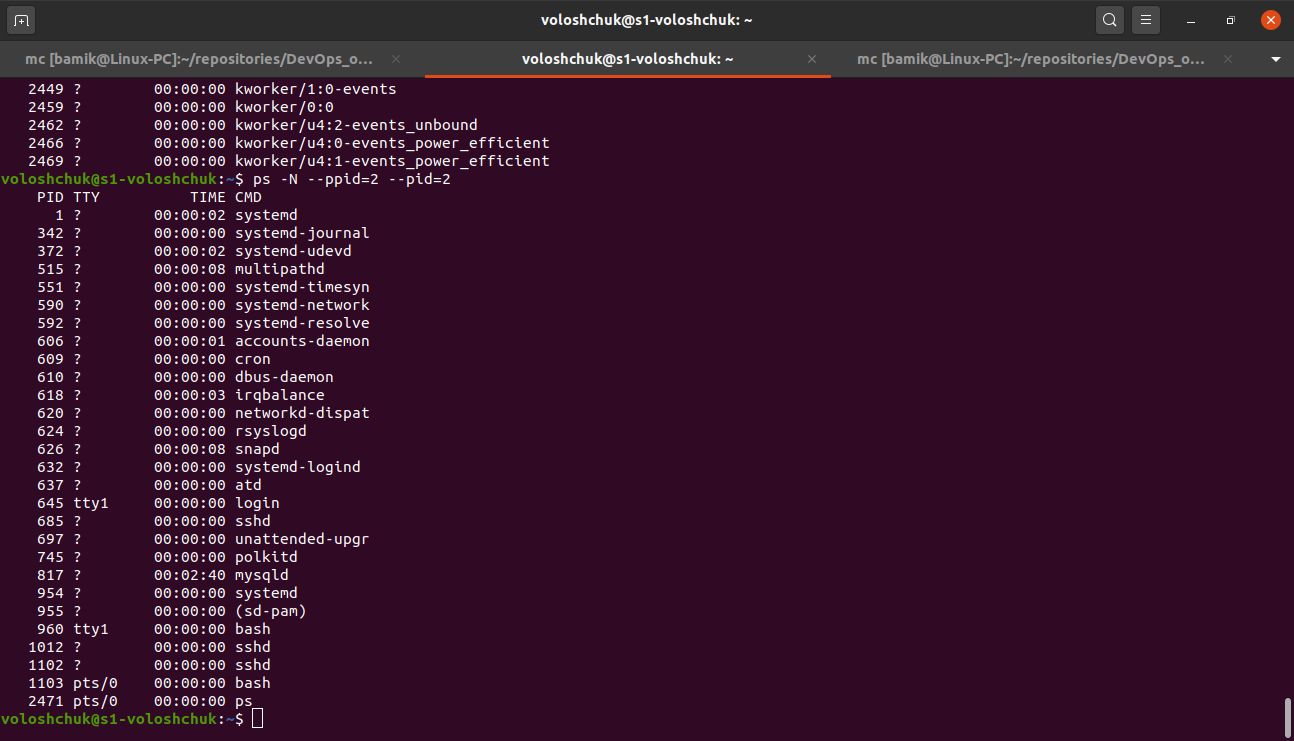 voloshchuk@s1-voloshchuk: ~
mc [bamik@Linux-PC]:~/repositories/DevOps_o... voloshchuk@s1-voloshchuk: ~ mc [bamik@Linux-PC]:~/repositories/DevOps_o...
2449 ? 00:00:00 kworker/1:0-events
2459 ? 00:00:00 kworker/0:0
2462 ? 00:00:00 kworker/u4:2-events_unbound
2466 ? 00:00:00 kworker/u4:0-events_power_efficient
2469 ? 00:00:00 kworker/u4:1-events_power_efficient
voloshchuk@s1-voloshchuk:~$ ps -N --ppid=2 --pid=2
PID TTY TIME CMD
1 ? 00:00:02 systemd
342 ? 00:00:00 systemd-journal
372 ? 00:00:02 systemd-udevd
515 ? 00:00:08 multipathd
551 ? 00:00:00 systemd-timesyn
590 ? 00:00:00 systemd-network
592 ? 00:00:00 systemd-resolve
606 ? 00:00:01 accounts-daemon
609 ? 00:00:00 cron
610 ? 00:00:00 dbus-daemon
618 ? 00:00:03 irqbalance
620 ? 00:00:00 networkd-dispat
624 ? 00:00:00 rsyslogd
626 ? 00:00:08 snapd
632 ? 00:00:00 systemd-logind
637 ? 00:00:00 atd
645 tty1 00:00:00 login
685 ? 00:00:00 sshd
697 ? 00:00:00 unattended-upgr
745 ? 00:00:00 polkitd
817 ? 00:02:40 mysqld
954 ? 00:00:00 systemd
955 ? 00:00:00 (sd-pam)
960 tty1 00:00:00 bash
1012 ? 00:00:00 sshd
1102 ? 00:00:00 sshd
1103 pts/0 00:00:00 bash
2471 pts/0 00:00:00 ps
voloshchuk@s1-voloshchuk:~$